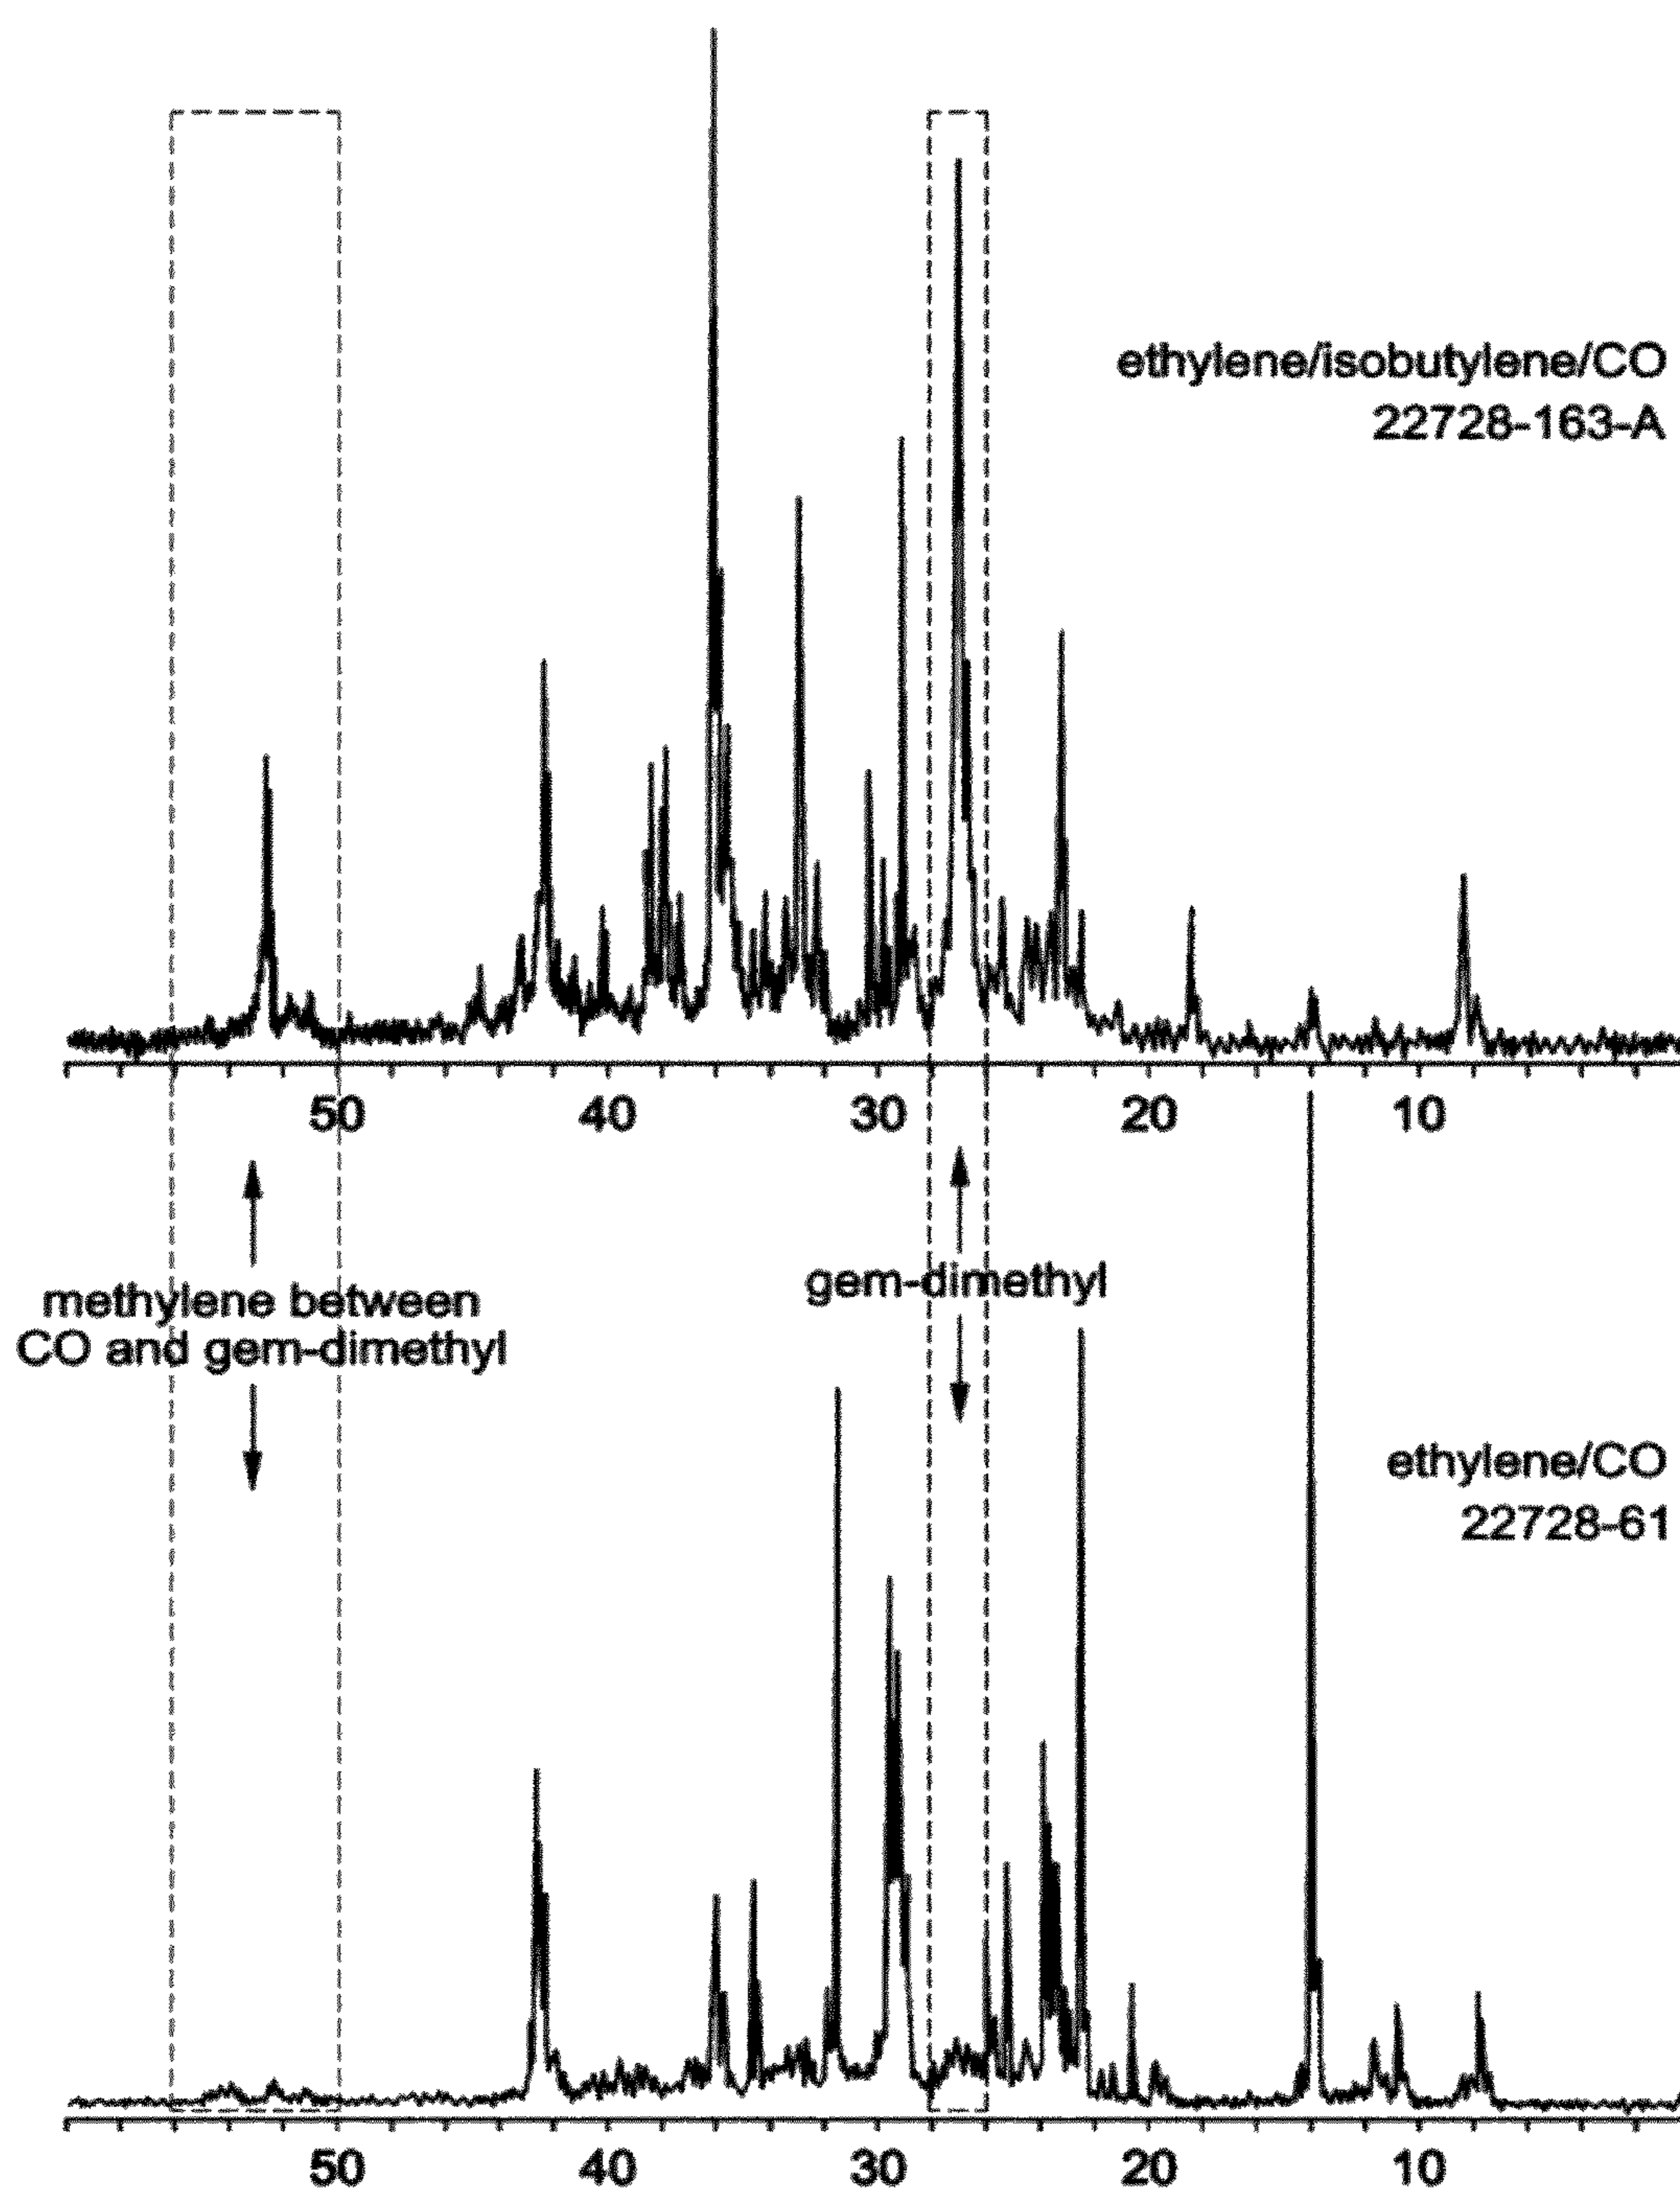 ethylene/isobutylene/CO
22728-163-A
50 40 30 20 10
methylene between
CO and gem-dimethyl
gem-dimethyl
ethylene/CO
22728-61
50 40 30 20 10